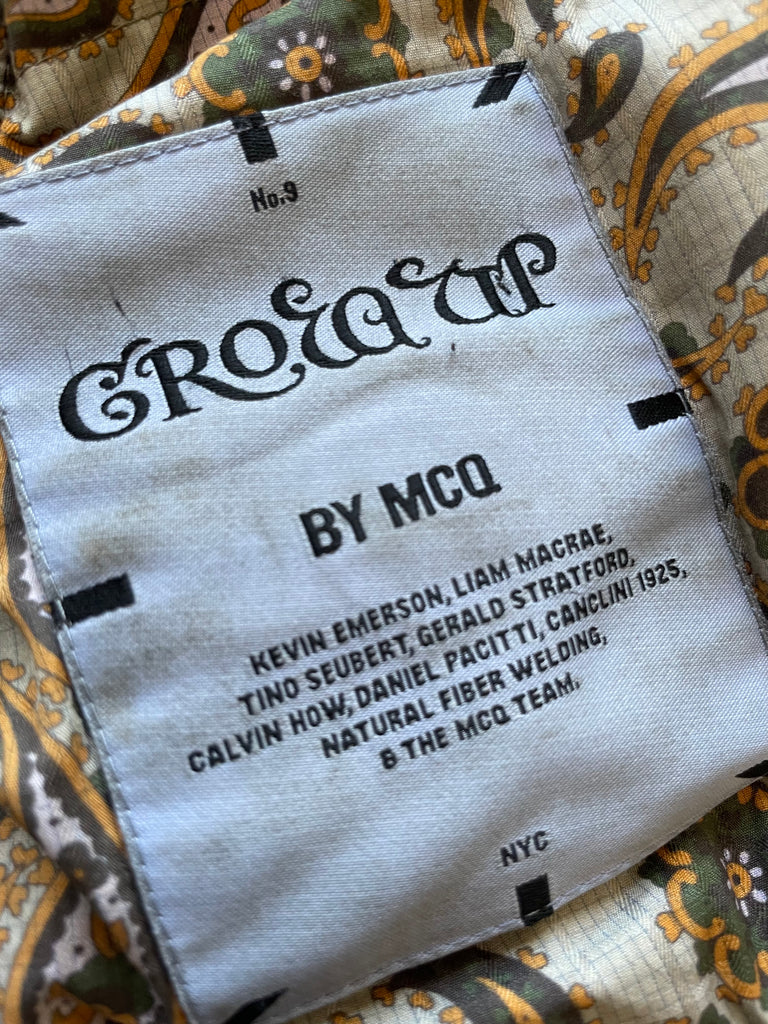 No.9
GROW UP
BY MCQ
KEVIN EMERSON, LIAM MACRAE,
TINO SEUBERT, GERALD STRATFORD,
CALVIN HOW, DANIEL PACITTI, CANCLINI 1925,
NATURAL FIBER WELDING,
& THE MCQ TEAM.
NYC